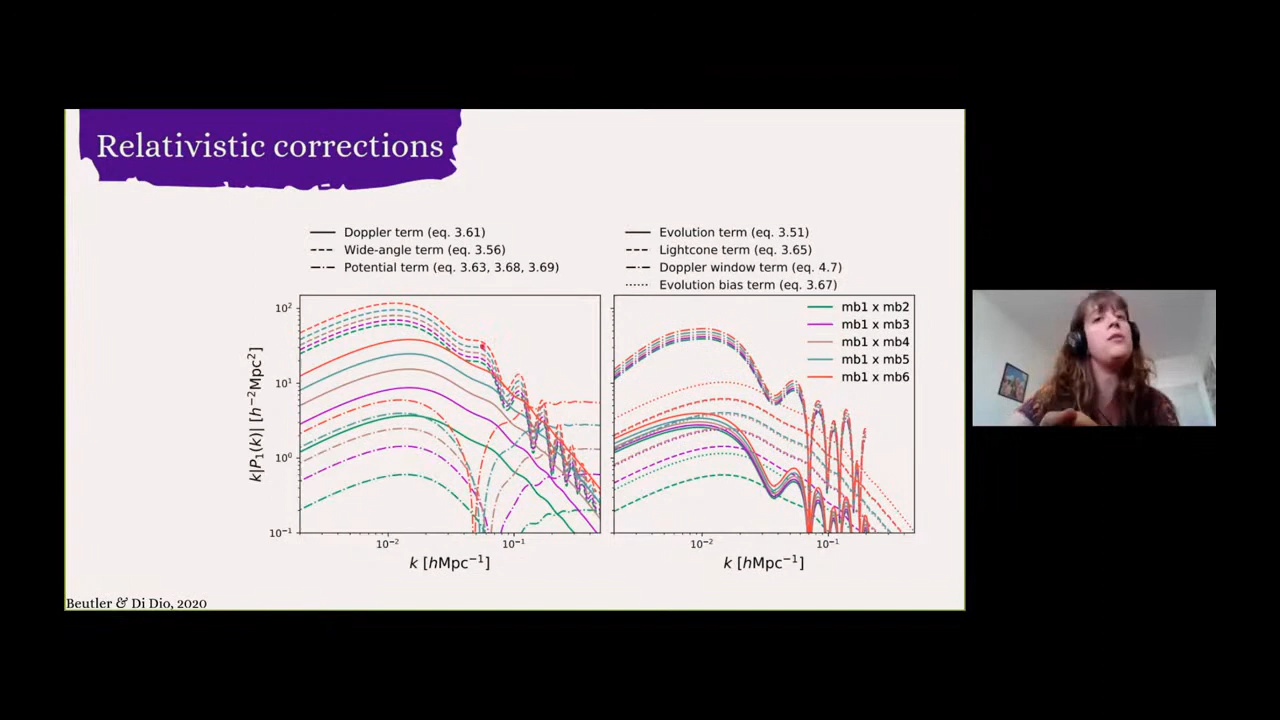 Relativistic corrections
Doppler term (eq. 3.61)
Wide-angle term (eq. 3.56)
Potential term (eq. 3.63, 3.68, 3.69)
Evolution term (eq. 3.51)
Lightcone term (eq. 3.65)
Doppler window term (eq. 4.7)
Evolution bias term (eq. 3.67)
mb1 x mb2
mb1 x mb3
mb1 x mb4
mb1 x mb5
mb1 x mb6
k|P₁(k)| [h⁻²Mpc²]
10²
10¹
10⁰
10⁻¹
10⁻² 10⁻¹
10⁻² 10⁻¹
k [hMpc⁻¹]
k [hMpc⁻¹]
Beutler & Di Dio, 2020